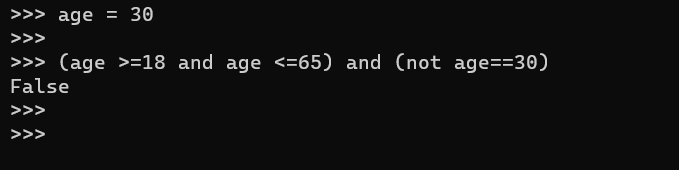 >>> age = 30
>>>
>>> (age >=18 and age <=65) and (not age==30)
False
>>>
>>>